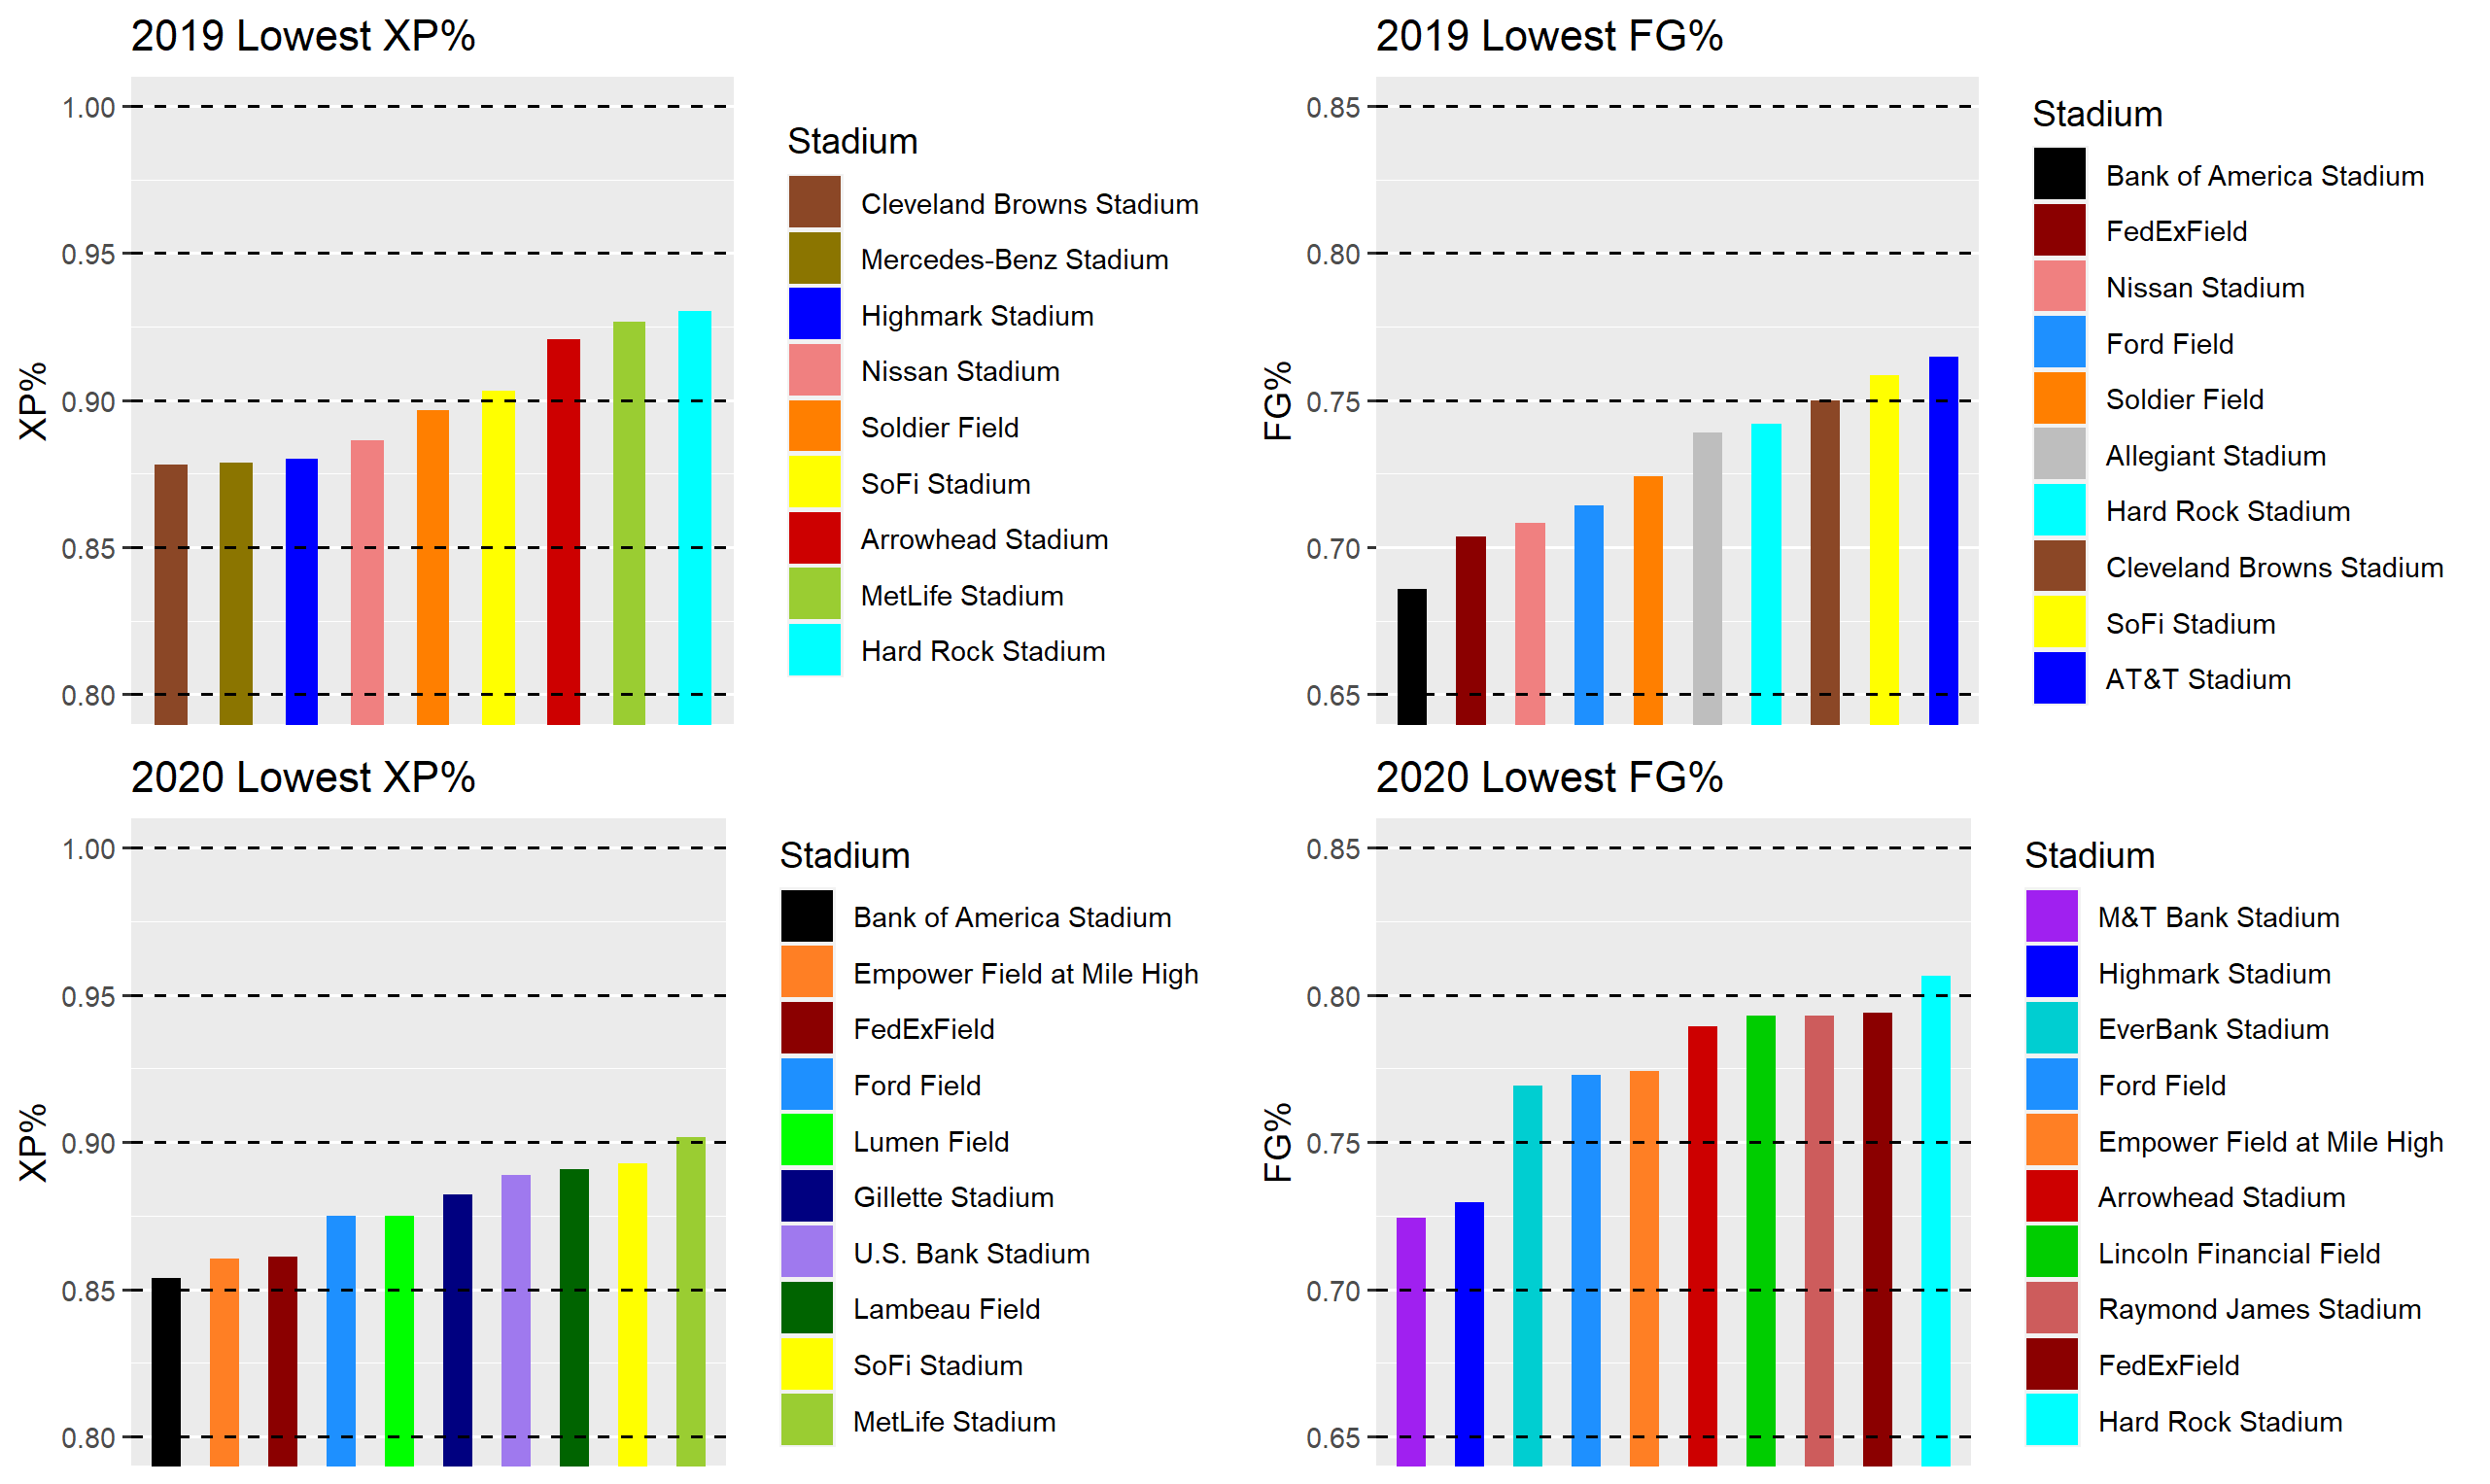 2019 Lowest XP%
XP%
1.00
0.95
0.90
0.85
0.80
Stadium
Cleveland Browns Stadium
Mercedes-Benz Stadium
Highmark Stadium
Nissan Stadium
Soldier Field
SoFi Stadium
Arrowhead Stadium
MetLife Stadium
Hard Rock Stadium
2019 Lowest FG%
FG%
0.85
0.80
0.75
0.70
0.65
Stadium
Bank of America Stadium
FedExField
Nissan Stadium
Ford Field
Soldier Field
Allegiant Stadium
Hard Rock Stadium
Cleveland Browns Stadium
SoFi Stadium
AT&T Stadium
2020 Lowest XP%
XP%
1.00
0.95
0.90
0.85
0.80
Stadium
Bank of America Stadium
Empower Field at Mile High
FedExField
Ford Field
Lumen Field
Gillette Stadium
U.S. Bank Stadium
Lambeau Field
SoFi Stadium
MetLife Stadium
2020 Lowest FG%
FG%
0.85
0.80
0.75
0.70
0.65
Stadium
M&T Bank Stadium
Highmark Stadium
EverBank Stadium
Ford Field
Empower Field at Mile High
Arrowhead Stadium
Lincoln Financial Field
Raymond James Stadium
FedExField
Hard Rock Stadium